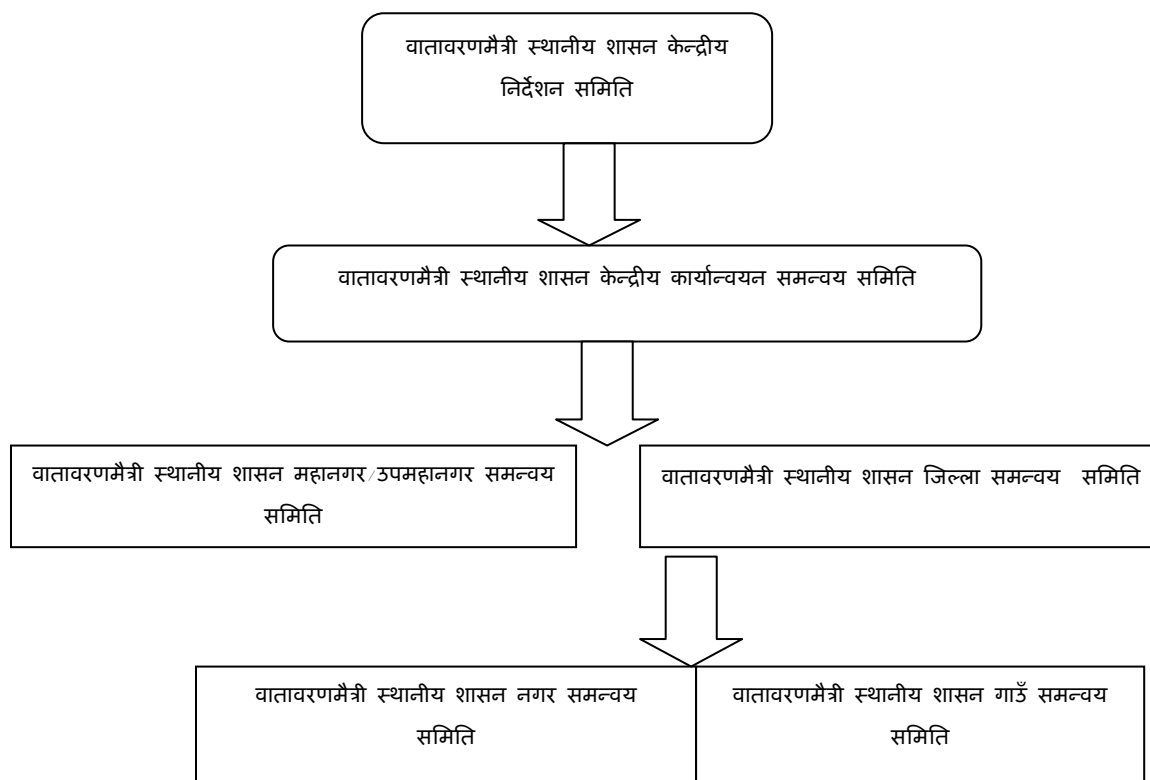 वातावरणमैत्री स्थानीय शासन केन्द्रीय
निर्देशन समिति
वातावरणमैत्री स्थानीय शासन केन्द्रीय कार्यान्वयन समन्वय समिति
वातावरणमैत्री स्थानीय शासन महानगर/उपमहानगर समन्वय
समिति
वातावरणमैत्री स्थानीय शासन जिल्ला समन्वय समिति
वातावरणमैत्री स्थानीय शासन नगर समन्वय
समिति
वातावरणमैत्री स्थानीय शासन गाउँ समन्वय
समिति